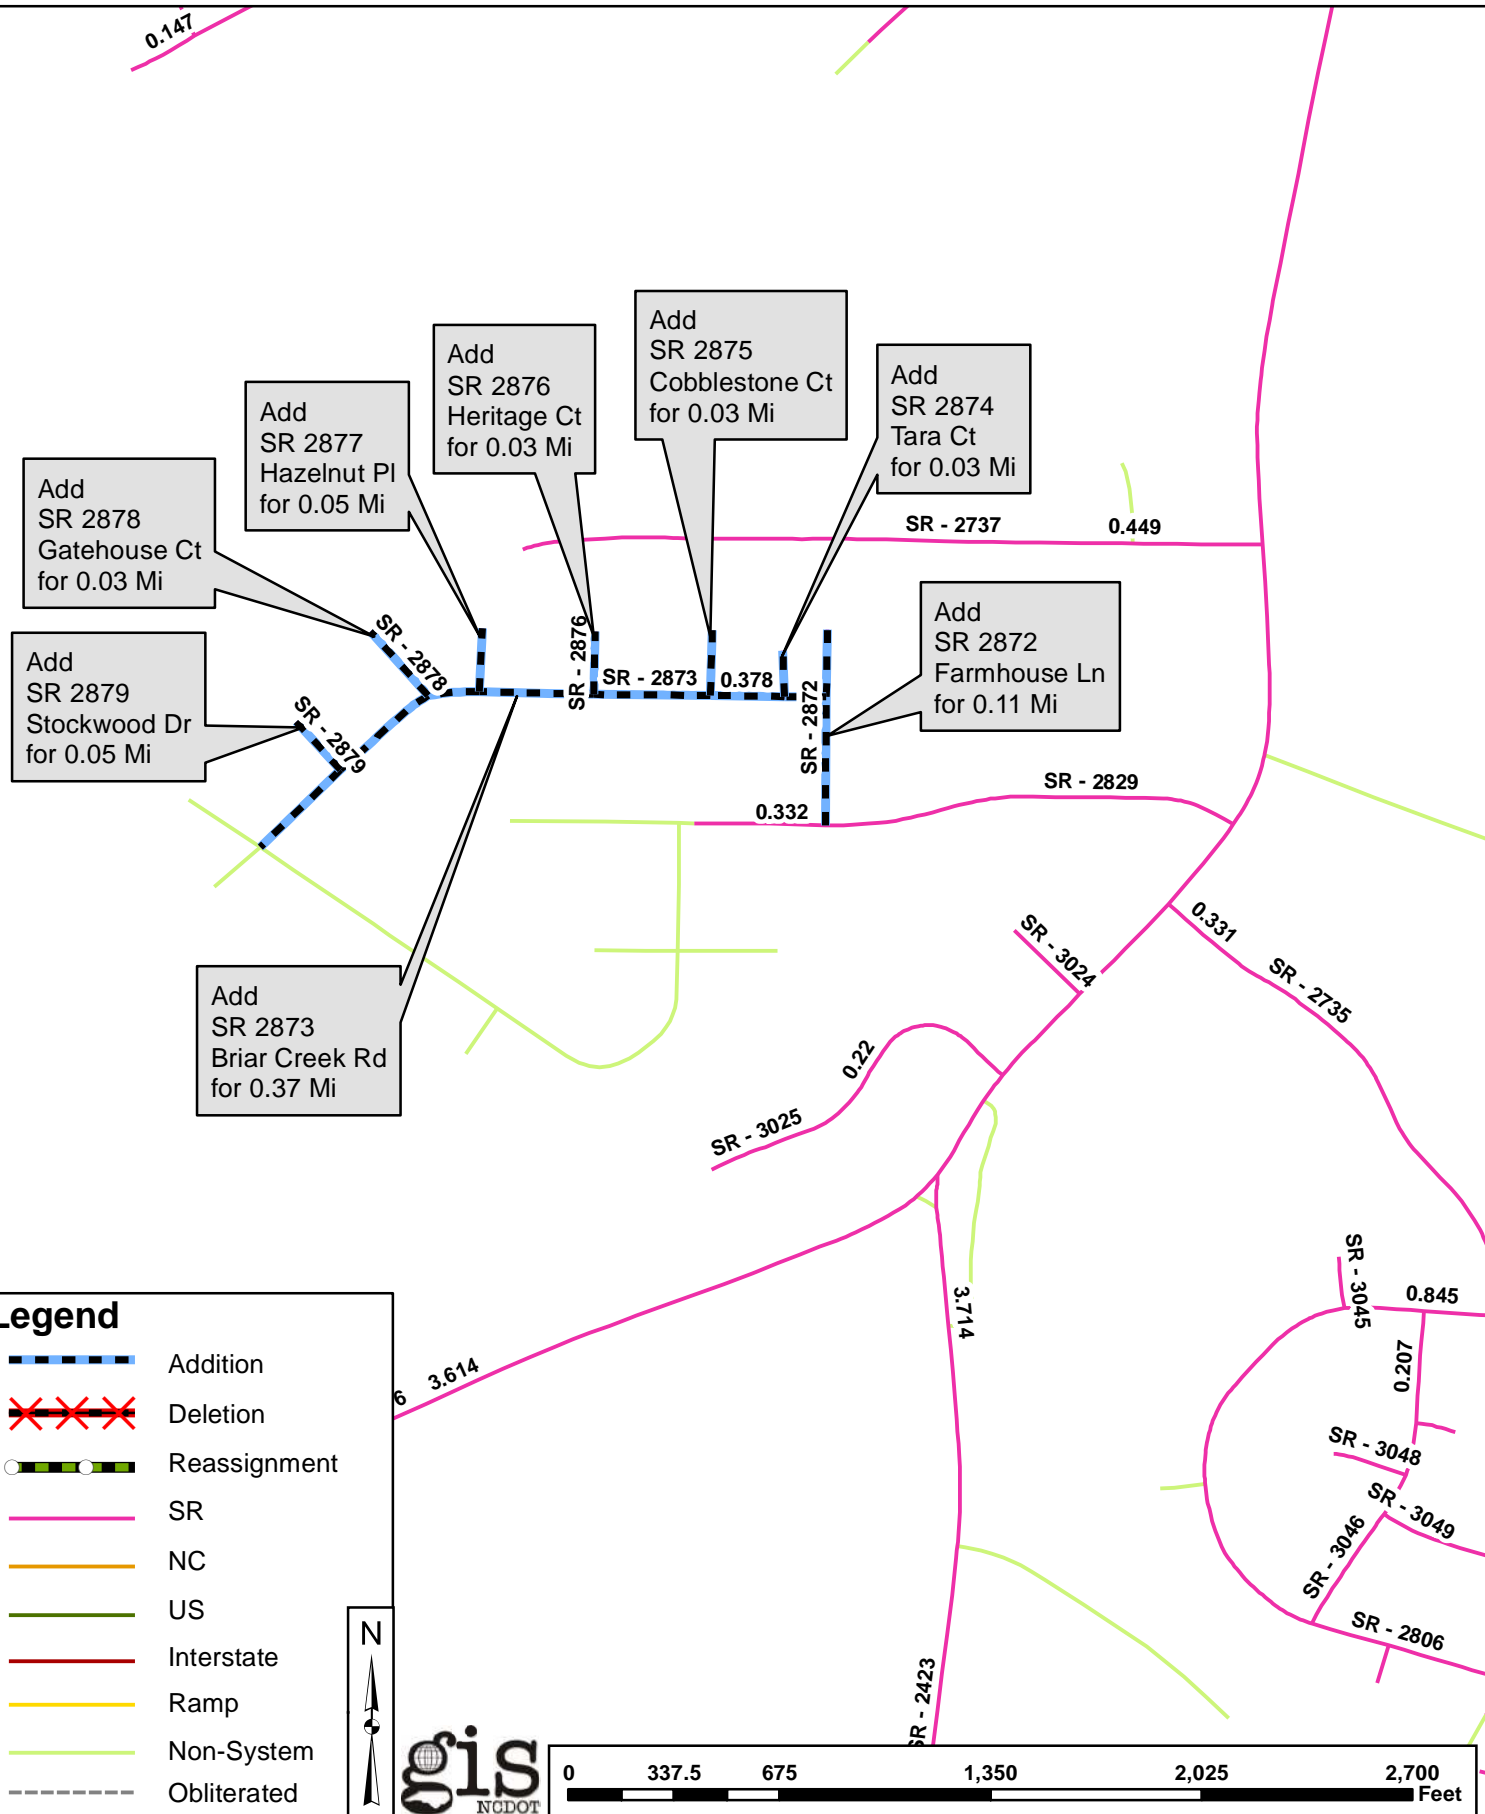 0.147
Add
SR 2875
Cobblestone Ct
for 0.03 Mi
Add
SR 2876
Heritage Ct
for 0.03 Mi
Add
SR 2874
Tara Ct
for 0.03 Mi
Add
SR 2877
Hazelnut Pl
for 0.05 Mi
Add
SR 2878
Gatehouse Ct
for 0.03 Mi
SR - 2737
0.449
Add
SR 2872
Farmhouse Ln
for 0.11 Mi
Add
SR 2879
Stockwood Dr
for 0.05 Mi
SR - 2878
SR - 2876
SR - 2873
0.378
SR - 2872
SR - 2879
SR - 2829
0.332
Add
SR 2873
Briar Creek Rd
for 0.37 Mi
SR - 3024
0.331
SR - 2735
0.22
SR - 3025
3.714
SR - 3045
0.845
0.207
6
3.614
SR - 3048
SR - 3049
SR - 3046
SR - 2806
SR - 2423
Legend
Addition
Deletion
Reassignment
SR
NC
US
Interstate
Ramp
Non-System
Obliterated
N
gis
NCDOT
0 337.5 675 1,350 2,025 2,700
Feet